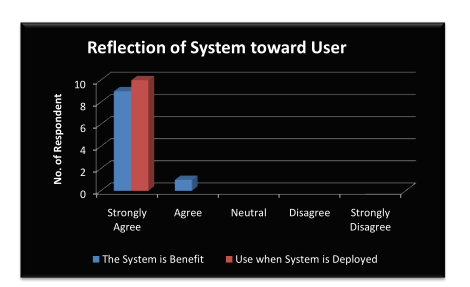 Reflection of System toward User
No. of Respondent
10
8
6
4
2
0
Strongly
Agree
Agree
Neutral
Disagree
Strongly
Disagree
The System is Benefit
Use when System is Deployed